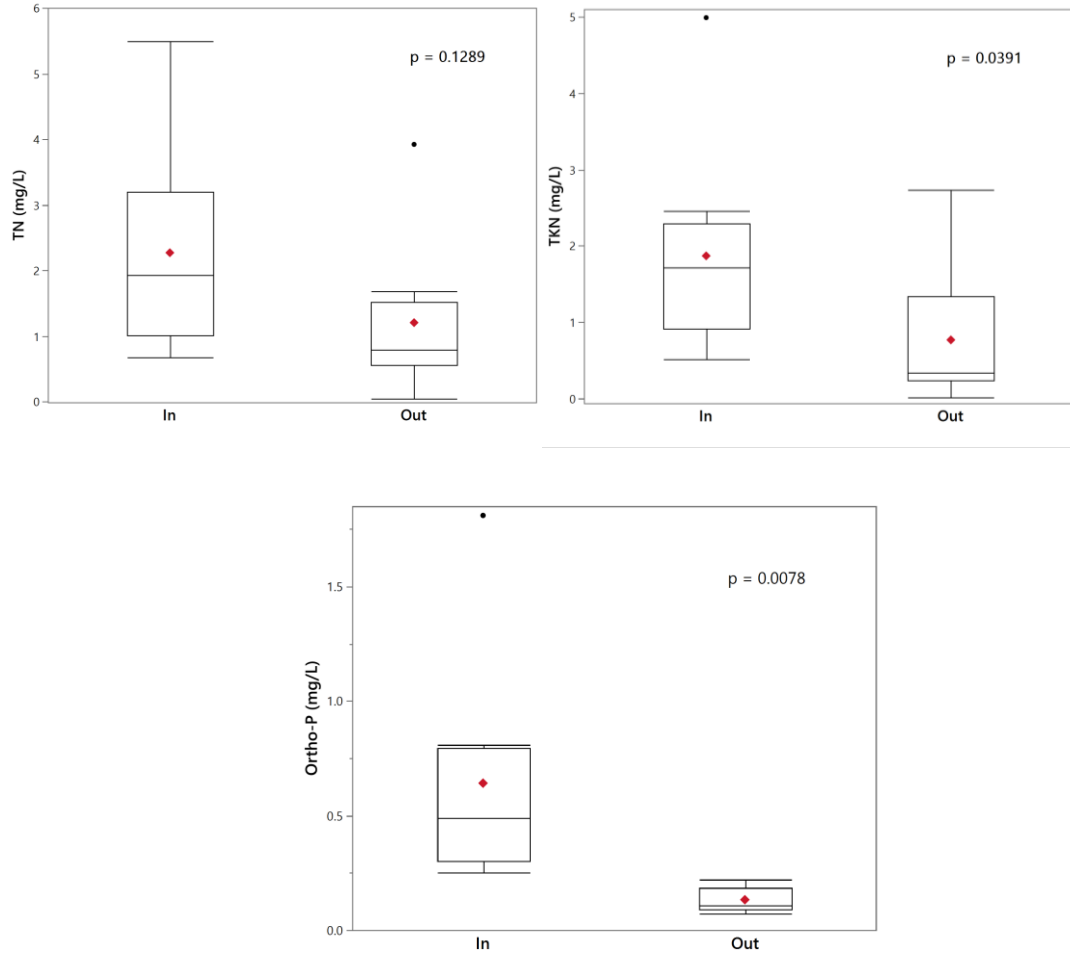 6
5
4
3
2
1
0
TN (mg/L)
p = 0.1289
In
Out
5
4
3
2
1
0
TKN (mg/L)
p = 0.0391
In
Out
1.5
1.0
0.5
0.0
Ortho-P (mg/L)
p = 0.0078
In
Out